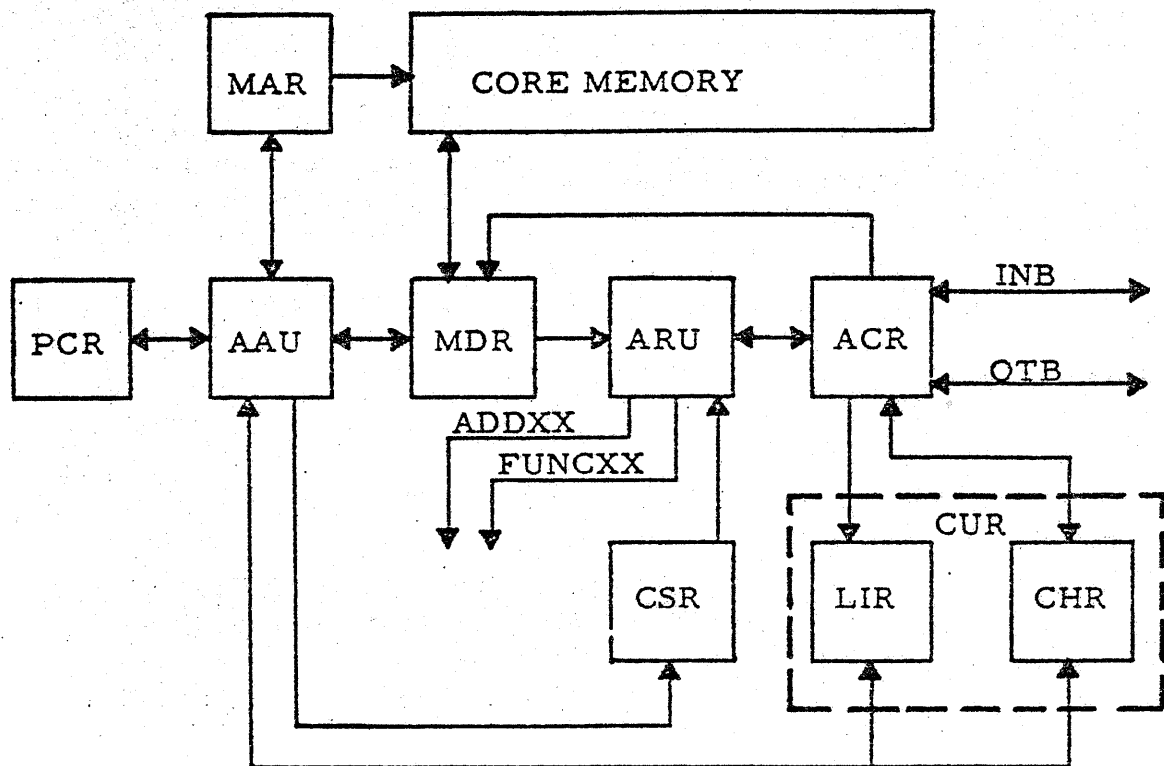 MAR
CORE MEMORY
INB
PCR
AAU
MDR
ARU
ACR
OTB
ADDXX
FUNCXX
CUR
CSR
LIR
CHR